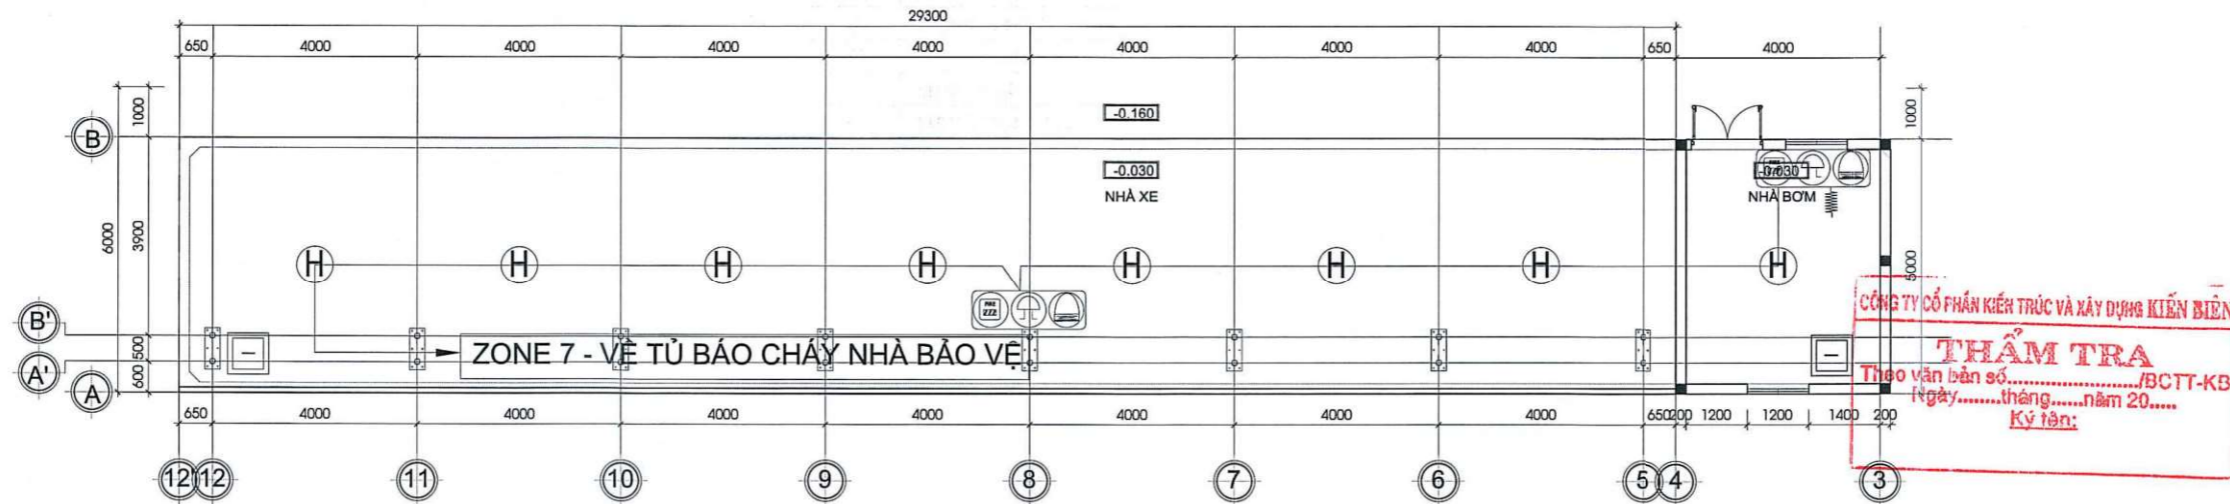 29300
650 4000 4000 4000 4000 4000 4000 4000 650 4000
1000 -0.160 1000
B
-0.030 -0.030
NHÀ XE NHÀ BƠM
6000 3900 5000
H H H H H H H H
FIRE
B'
500
ZONE 7 - VỀ TỦ BÁO CHÁY NHÀ BẢO VỆ
A'
600
A
CÔNG TY CỔ PHẦN KIẾN TRÚC VÀ XÂY DỰNG KIẾN BIÊN
THẨM TRA
Theo văn bản số....................../BCTT-KB
Ngày........tháng......năm 20.....
Ký tên:
650 4000 4000 4000 4000 4000 4000 4000 650 200 1200 1200 1400 200
12' 12 11 10 9 8 7 6 5 4 3